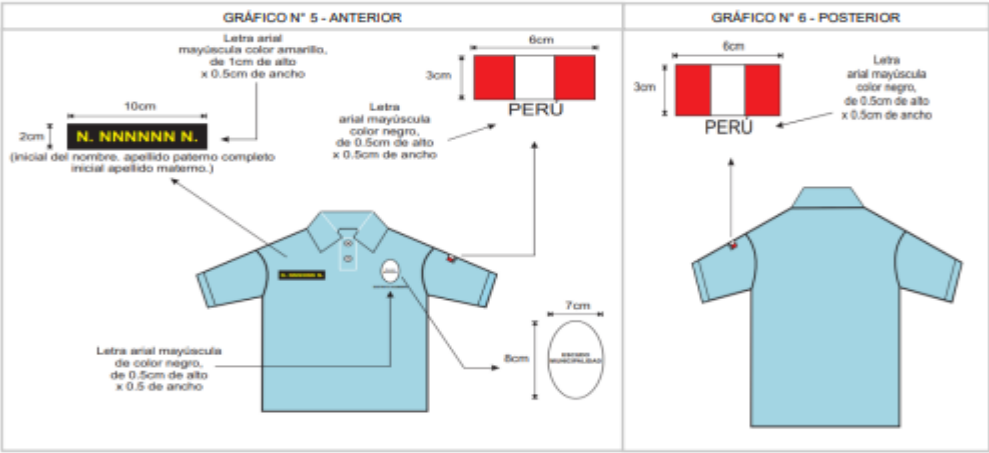 GRÁFICO N° 5 - ANTERIOR
Letra arial
mayúscula color amarillo,
de 1cm de alto
x 0.5cm de ancho
10cm
2cm
N. NNNNNN N.
(inicial del nombre. apellido paterno completo
inicial apellido materno.)
6cm
3cm
PERÚ
Letra
arial mayúscula
color negro,
de 0.5cm de alto
x 0.5cm de ancho
N. NNNNNN N.
7cm
8cm
ESCUDO
MUNICIPALIDAD
Letra arial mayúscula
de color negro,
de 0.5cm de alto
x 0.5 de ancho
GRÁFICO N° 6 - POSTERIOR
6cm
3cm
PERÚ
Letra
arial mayúscula
color negro,
de 0.5cm de alto
x 0.5cm de ancho